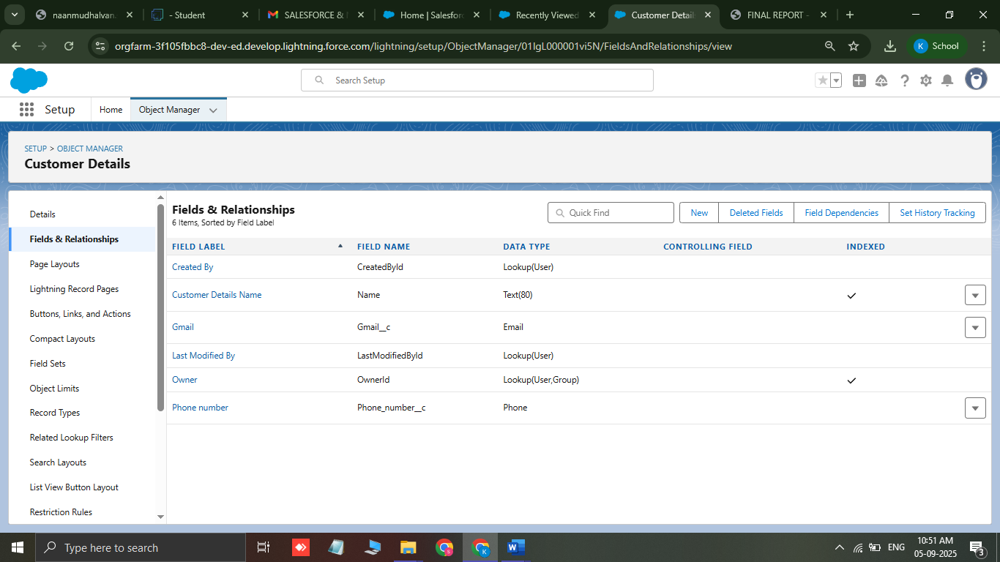 naanmudhalvan.
- Student
SALESFORCE &
Home | Salesforc
Recently Viewed
Customer Detail
FINAL REPORT -
orgfarm-3f105fbbc8-dev-ed.develop.lightning.force.com/lightning/setup/ObjectManager/01IgL000001vi5N/FieldsAndRelationships/view
K School
Search Setup
Setup
Home
Object Manager
SETUP > OBJECT MANAGER
Customer Details
Details
Fields & Relationships
Page Layouts
Lightning Record Pages
Buttons, Links, and Actions
Compact Layouts
Field Sets
Object Limits
Record Types
Related Lookup Filters
Search Layouts
List View Button Layout
Restriction Rules
Fields & Relationships
6 Items, Sorted by Field Label
Quick Find
New
Deleted Fields
Field Dependencies
Set History Tracking
FIELD LABEL FIELD NAME DATA TYPE CONTROLLING FIELD INDEXED
Created By CreatedById Lookup(User)
Customer Details Name Name Text(80)
Gmail Gmail__c Email
Last Modified By LastModifiedById Lookup(User)
Owner OwnerId Lookup(User,Group)
Phone number Phone_number__c Phone
Type here to search
ENG
10:51 AM
05-09-2025
3